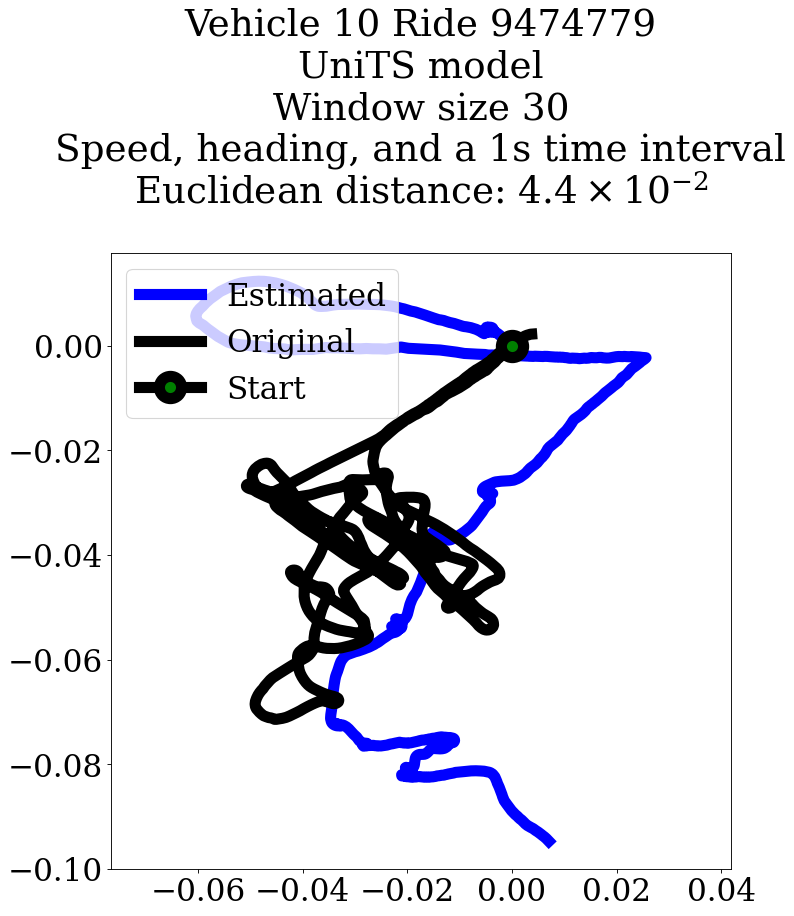 Vehicle 10 Ride 9474779
UniTS model
Window size 30
Speed, heading, and a 1s time interval
Euclidean distance: 4.4 × 10⁻²
Estimated
Original
Start
0.00
−0.02
−0.04
−0.06
−0.08
−0.10
−0.06 −0.04 −0.02 0.00 0.02 0.04